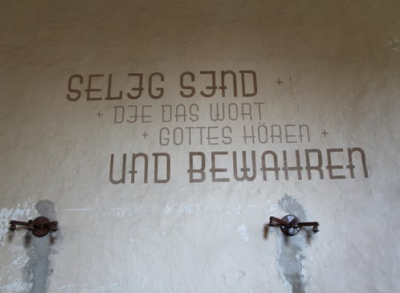 SELIG SIND +
+ DIE DAS WORT
+ GOTTES HÖREN +
UND BEWAHREN